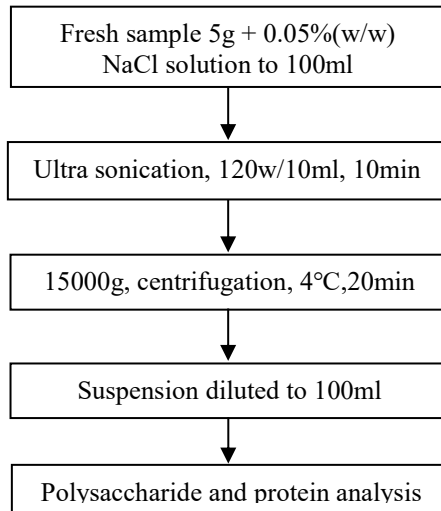 Fresh sample 5g + 0.05%(w/w)
NaCl solution to 100ml
Ultra sonication, 120w/10ml, 10min
15000g, centrifugation, 4℃,20min
Suspension diluted to 100ml
Polysaccharide and protein analysis